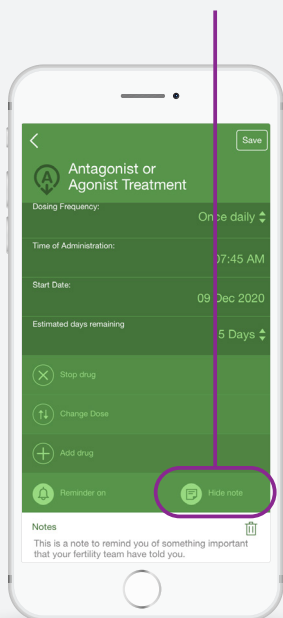 Save
A
Antagonist or
Agonist Treatment
Dosing Frequency:
Once daily
Time of Administration:
07:45 AM
Start Date:
09 Dec 2020
Estimated days remaining
5 Days
Stop drug
Change Dose
Add drug
Reminder on
Hide note
Notes
This is a note to remind you of something important
that your fertility team have told you.